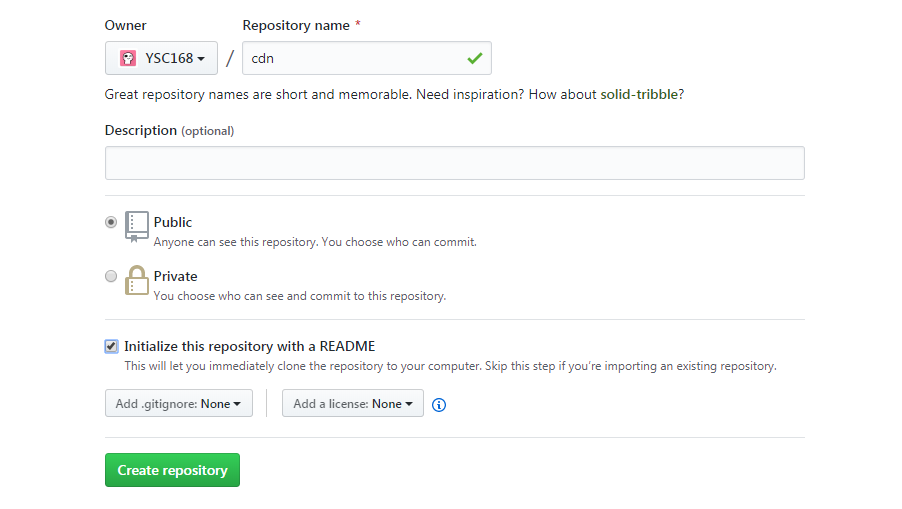 Owner Repository name *
YSC168 / cdn
Great repository names are short and memorable. Need inspiration? How about solid-tribble?
Description (optional)
Public
Anyone can see this repository. You choose who can commit.
Private
You choose who can see and commit to this repository.
Initialize this repository with a README
This will let you immediately clone the repository to your computer. Skip this step if you're importing an existing repository.
Add .gitignore: None Add a license: None
Create repository